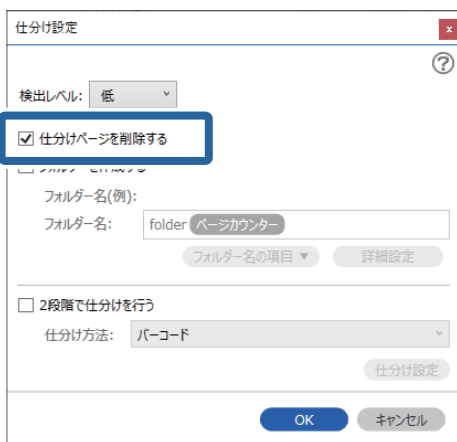 仕分け設定
x
?
検出レベル: 低
仕分けページを削除する
フォルダー名(例):
フォルダー名: folder ページカウンター
フォルダー名の項目▼ 詳細設定
2段階で仕分けを行う
仕分け方法: バーコード
仕分け設定
OK キャンセル